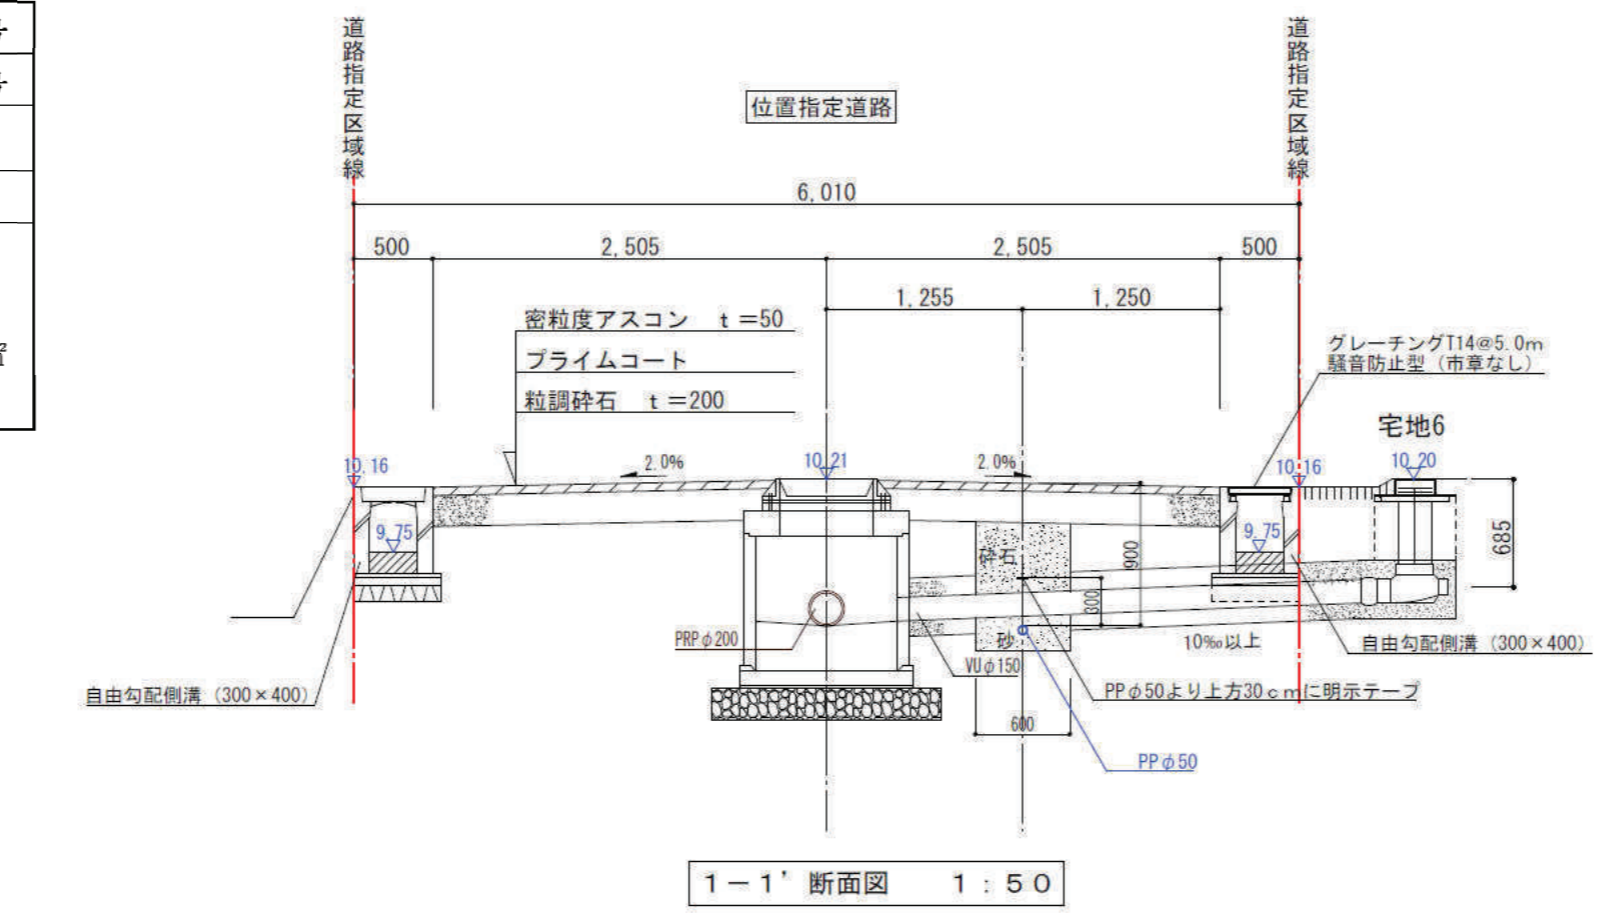 道路指定区域線
道路指定区域線
位置指定道路
6,010
500
2,505
2,505
500
1,255
1,250
密粒度アスコン t=50
プライムコート
粒調砕石 t=200
グレーチングT14@5.0m
騒音防止型(市章なし)
宅地6
10.16
2.0%
10.21
2.0%
10.16
10.20
9.75
9.75
685
砕石
900
300
PRPφ200
砂
10‰以上
自由勾配側溝(300×400)
VUφ150
自由勾配側溝(300×400)
PPφ50より上方30cmに明示テープ
600
PPφ50
1-1' 断面図 1:50